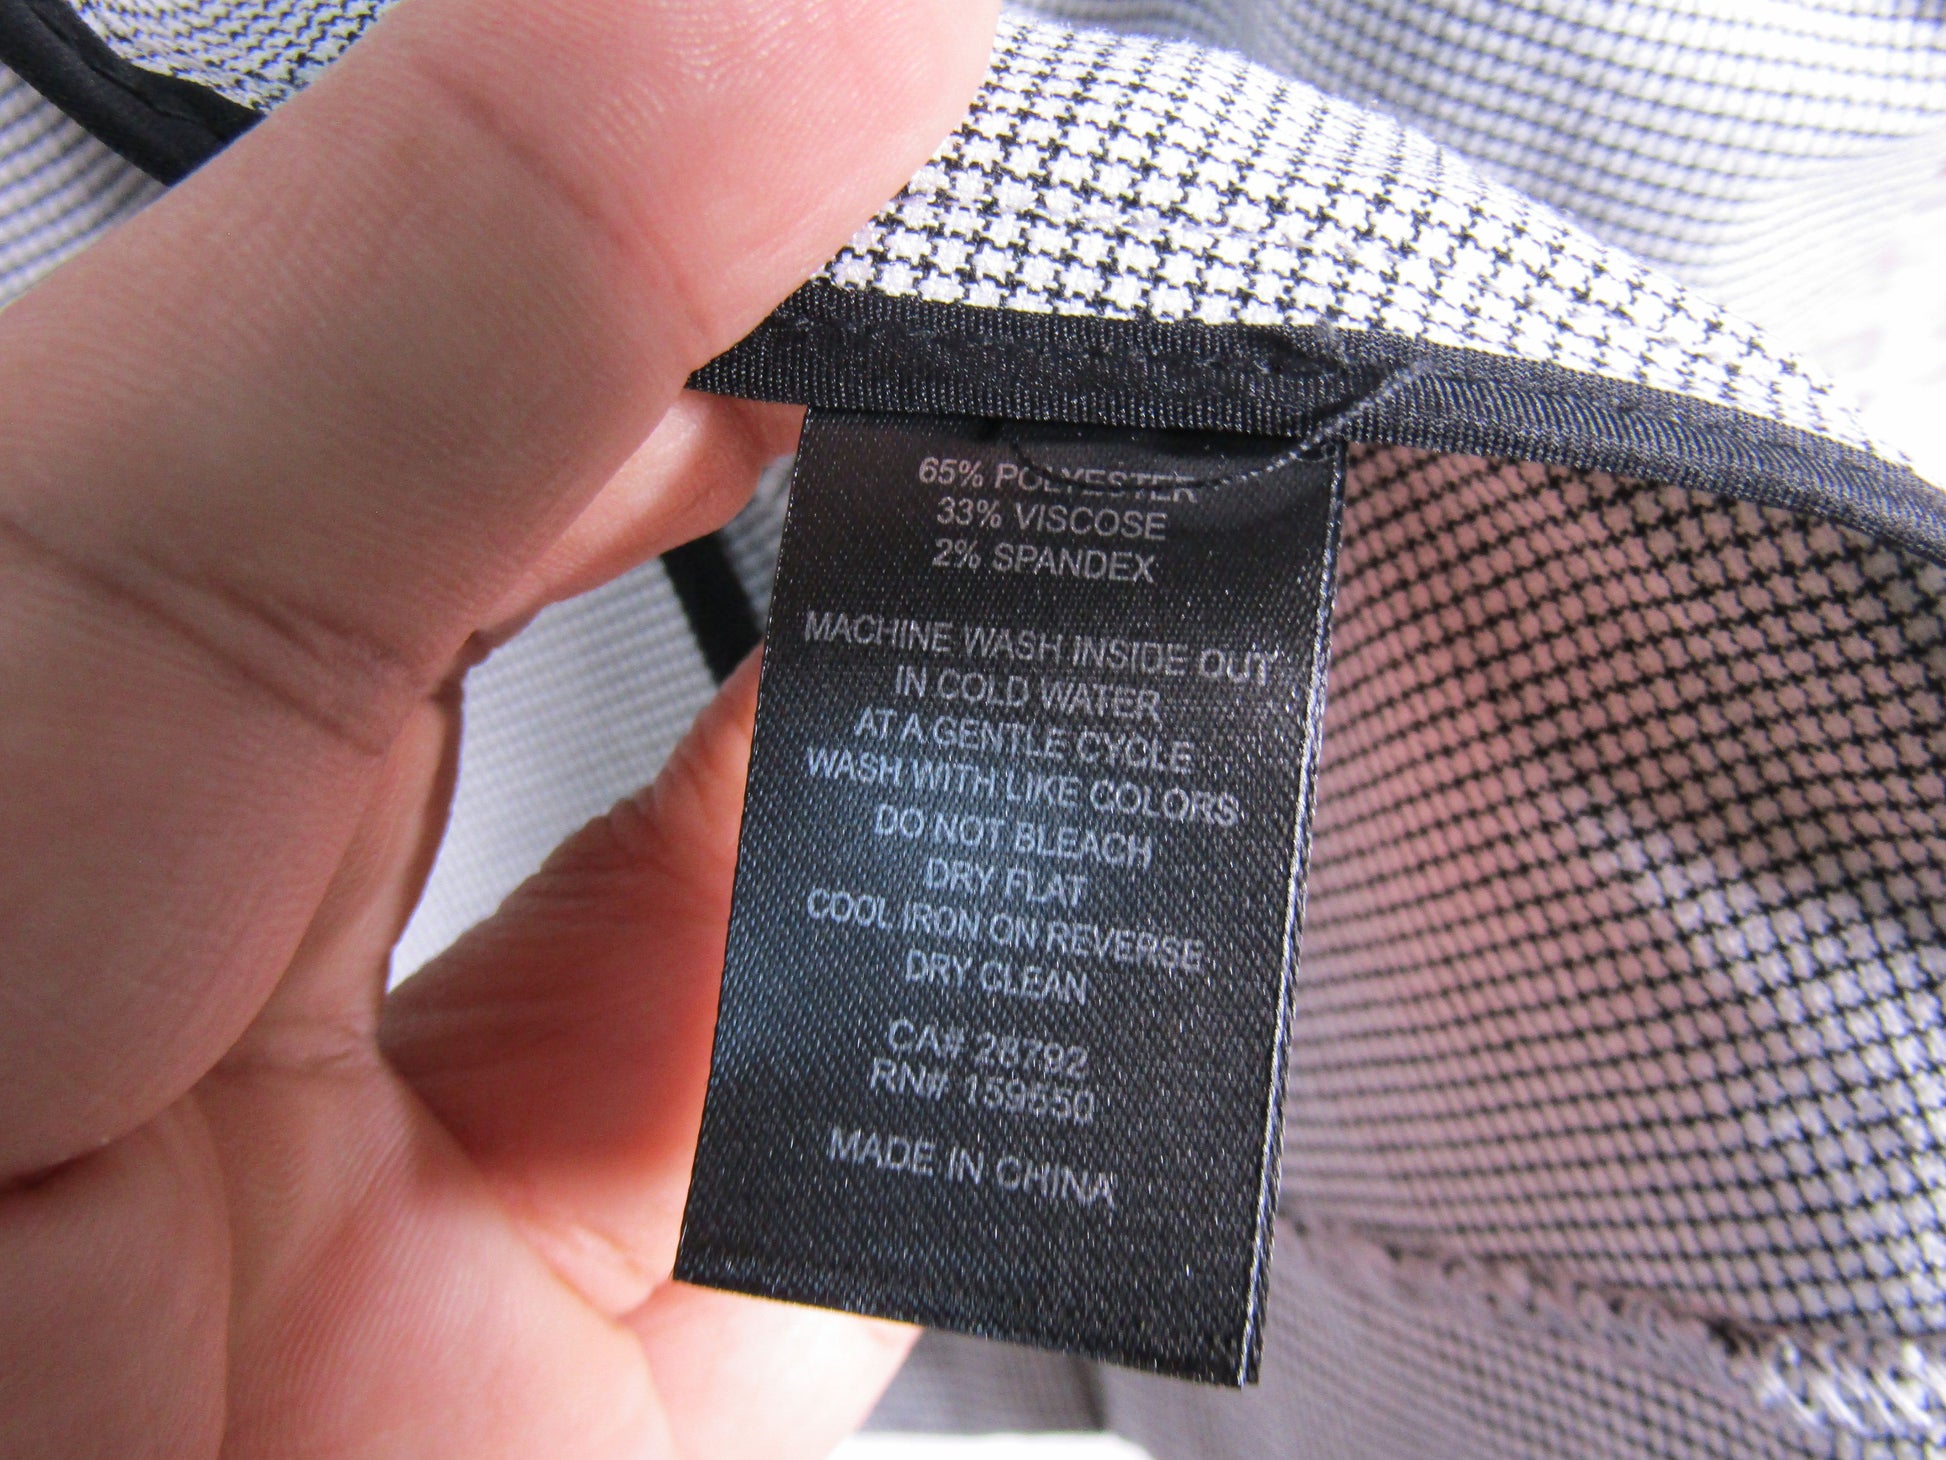 65% POLYESTER
33% VISCOSE
2% SPANDEX
MACHINE WASH INSIDE OUT
IN COLD WATER
AT A GENTLE CYCLE
WASH WITH LIKE COLORS
DO NOT BLEACH
DRY FLAT
COOL IRON ON REVERSE
DRY CLEAN
CA# 28792
RN# 159650
MADE IN CHINA